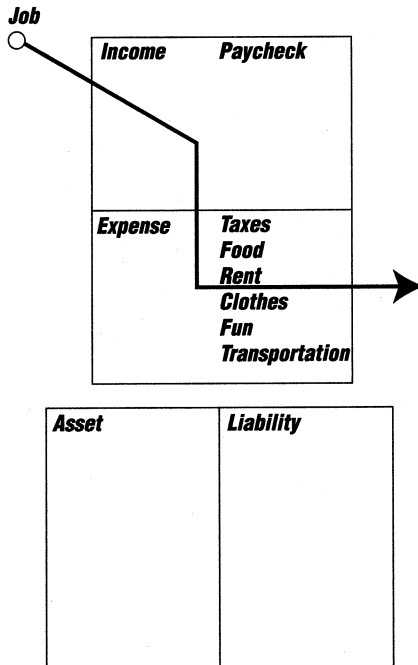 Job
Income Paycheck
Expense Taxes
Food
Rent
Clothes
Fun
Transportation
Asset Liability